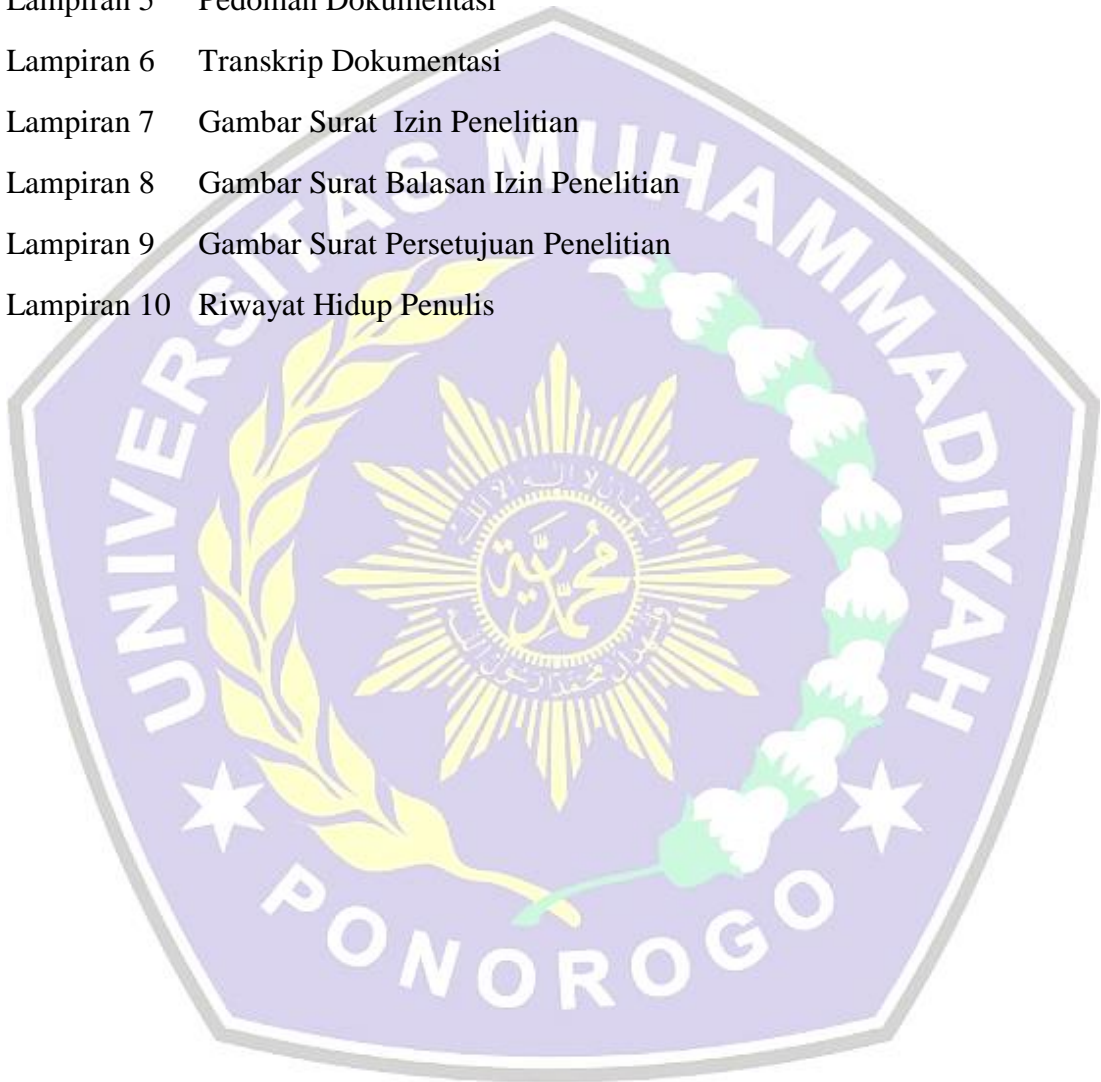 Lampiran 5 Pedoman Dokumentasi
Lampiran 6 Transkrip Dokumentasi
Lampiran 7 Gambar Surat Izin Penelitian
Lampiran 8 Gambar Surat Balasan Izin Penelitian
Lampiran 9 Gambar Surat Persetujuan Penelitian
Lampiran 10 Riwayat Hidup Penulis
UNIVERSITAS MUHAMMADIYAH
PONOROGO
محمدية